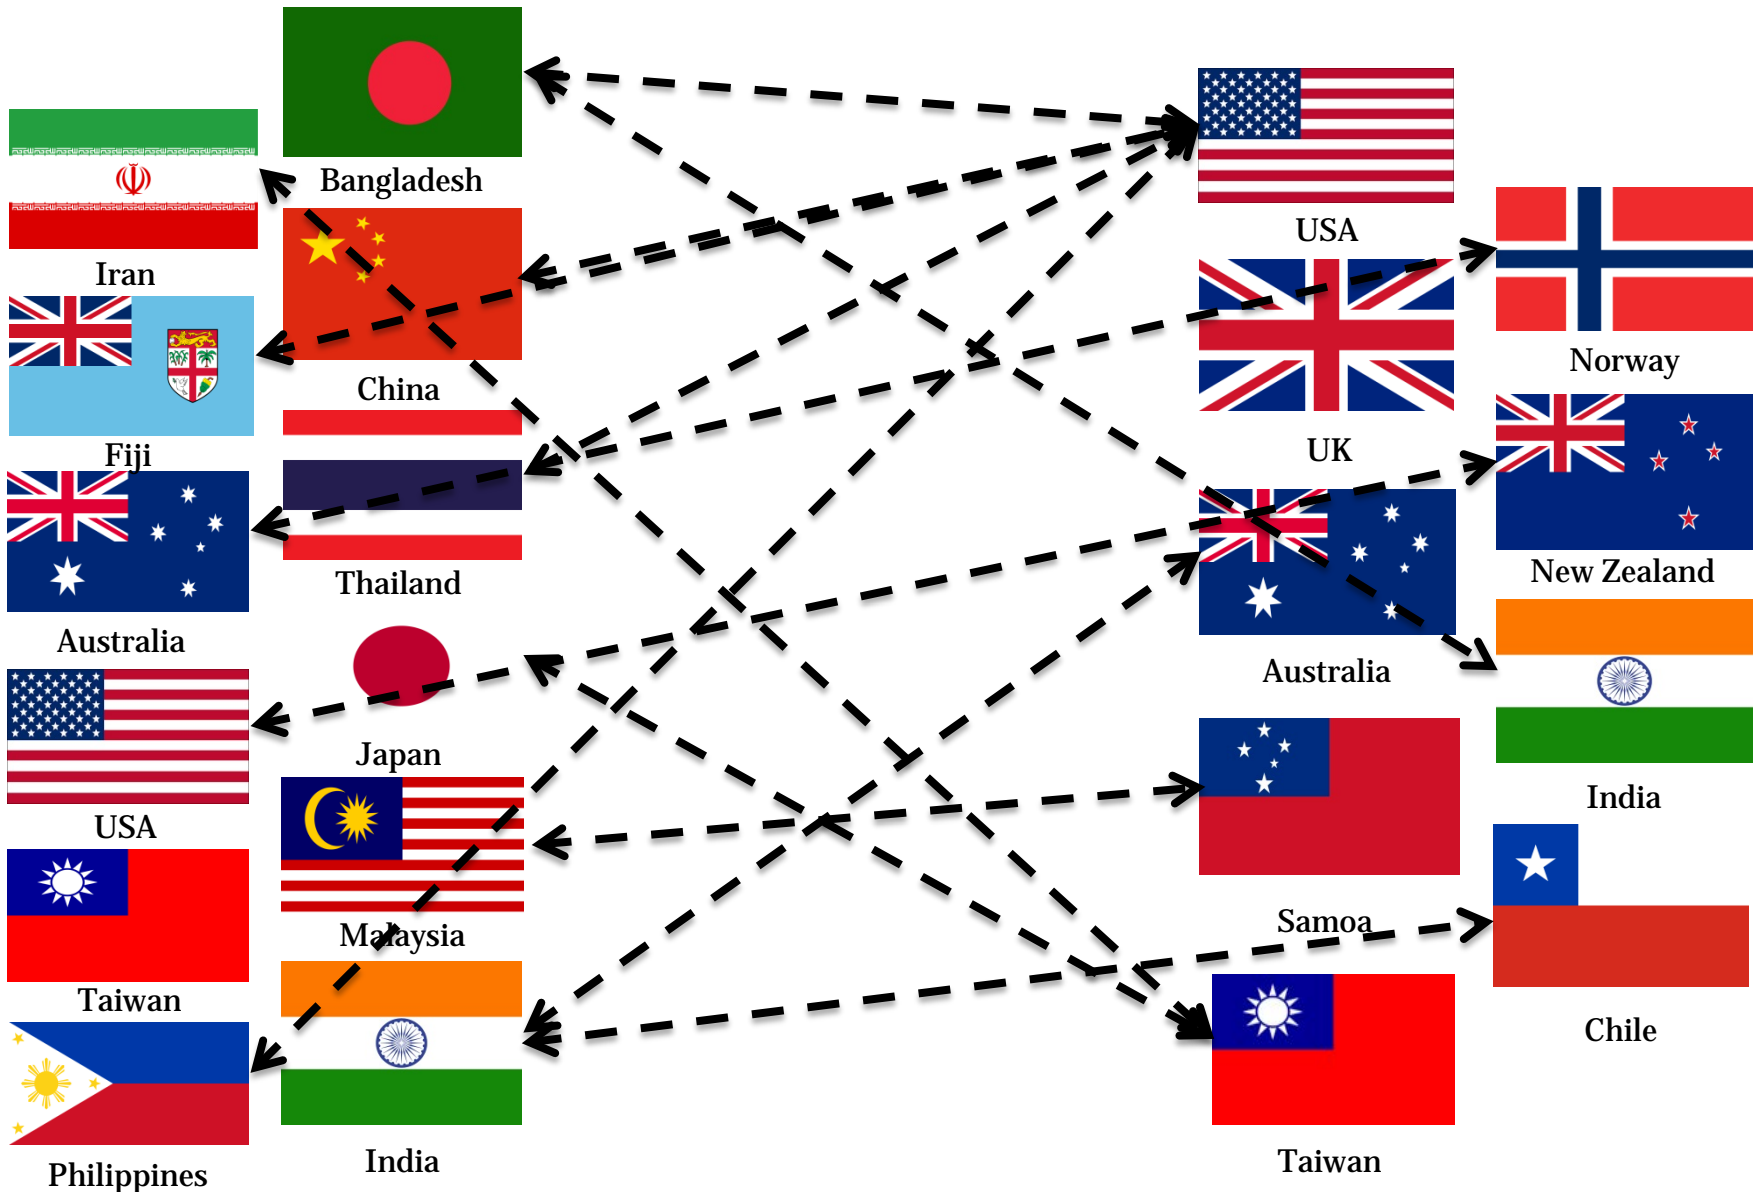 Bangladesh
Iran
China
Fiji
Thailand
Australia
Japan
USA
Malaysia
Taiwan
India
Philippines
USA
Norway
UK
New Zealand
Australia
India
Samoa
Chile
Taiwan